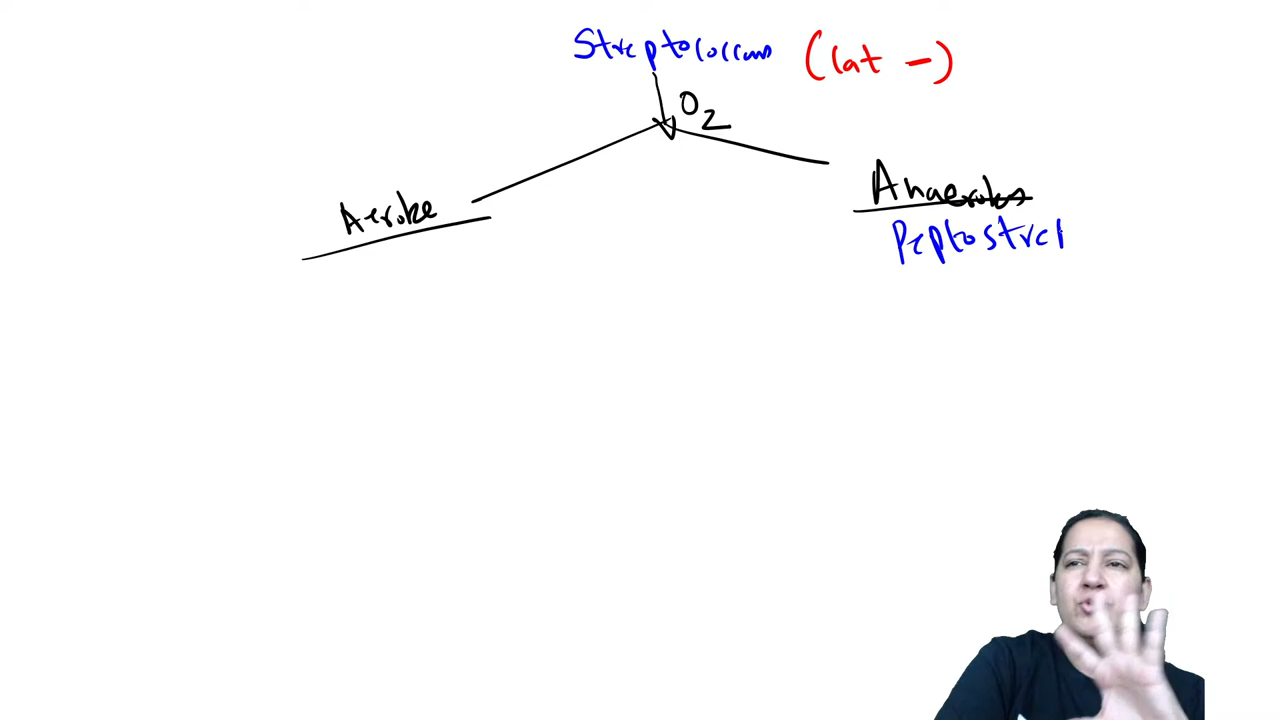 Streptococcus (Cat -)
O2
Aerobe
Anaerobes
Peptostrep